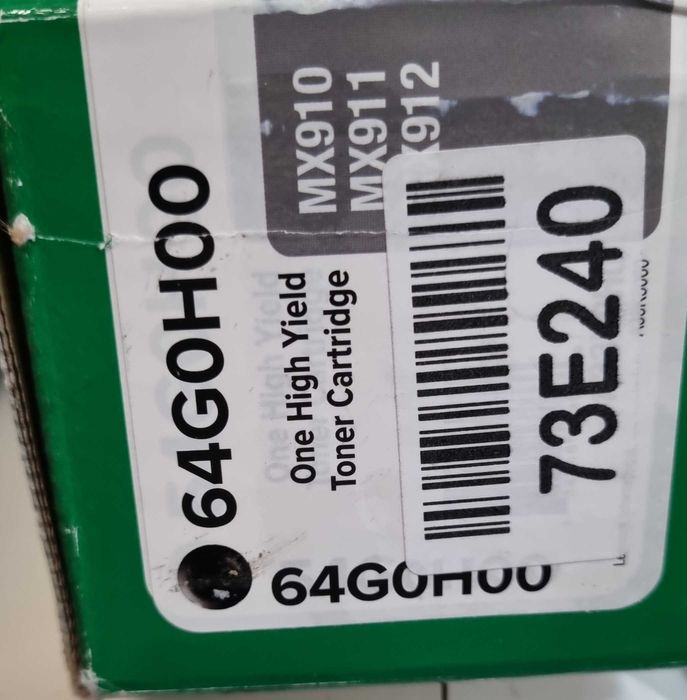 64G0H00
One High Yield
Toner Cartridge
MX910
MX911
X912
73E240
64G0H00